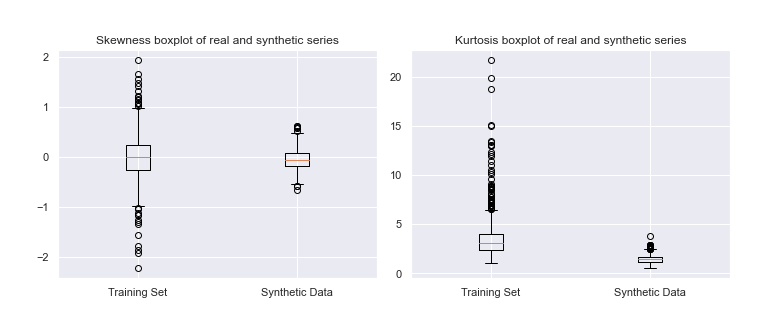 Skewness boxplot of real and synthetic series
2
1
0
−1
−2
Training Set
Synthetic Data
Kurtosis boxplot of real and synthetic series
20
15
10
5
0
Training Set
Synthetic Data